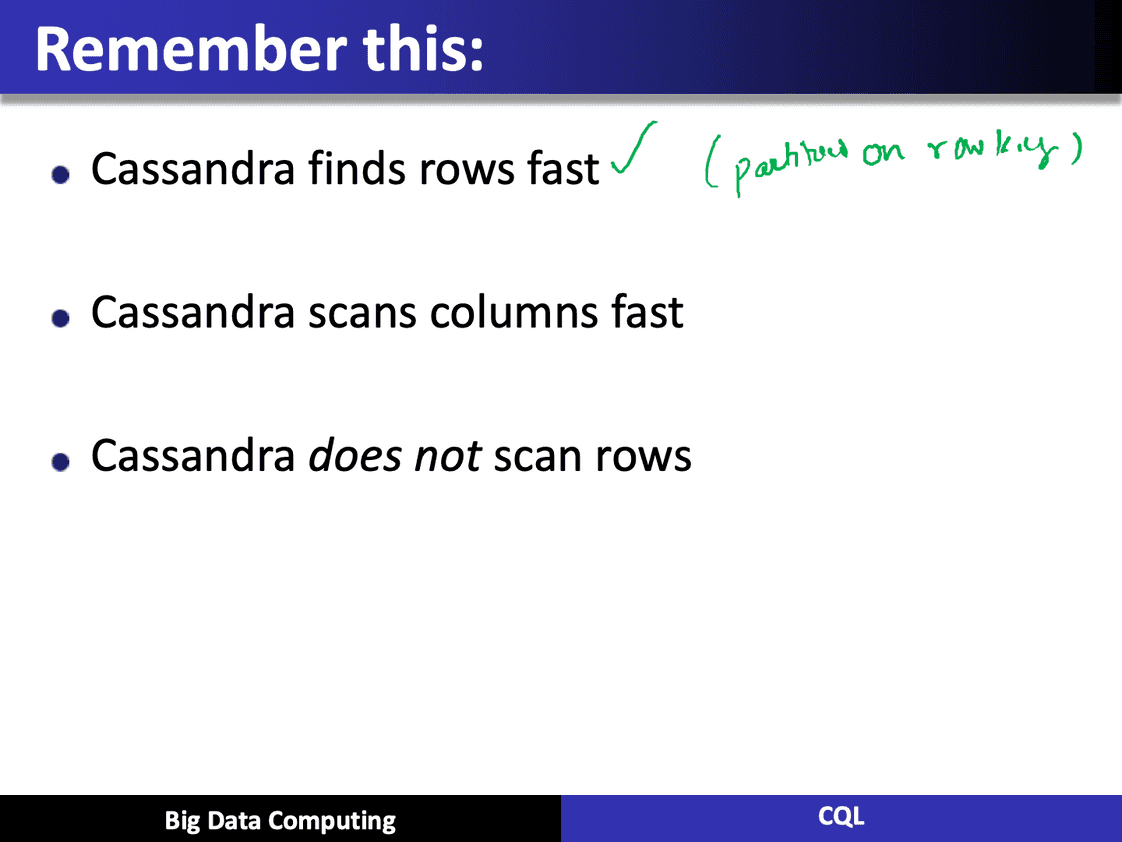 Remember this:
Cassandra finds rows fast ✓ (partitions on row key)
Cassandra scans columns fast
Cassandra does not scan rows
Big Data Computing
CQL